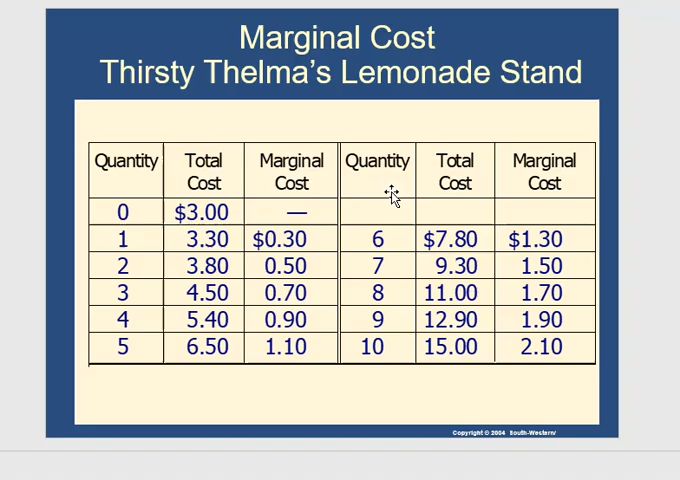 Marginal Cost
Thirsty Thelma's Lemonade Stand
Quantity Total Cost Marginal Cost Quantity Total Cost Marginal Cost
0 $3.00 —
1 3.30 $0.30 6 $7.80 $1.30
2 3.80 0.50 7 9.30 1.50
3 4.50 0.70 8 11.00 1.70
4 5.40 0.90 9 12.90 1.90
5 6.50 1.10 10 15.00 2.10
Copyright © 2004 South-Western/